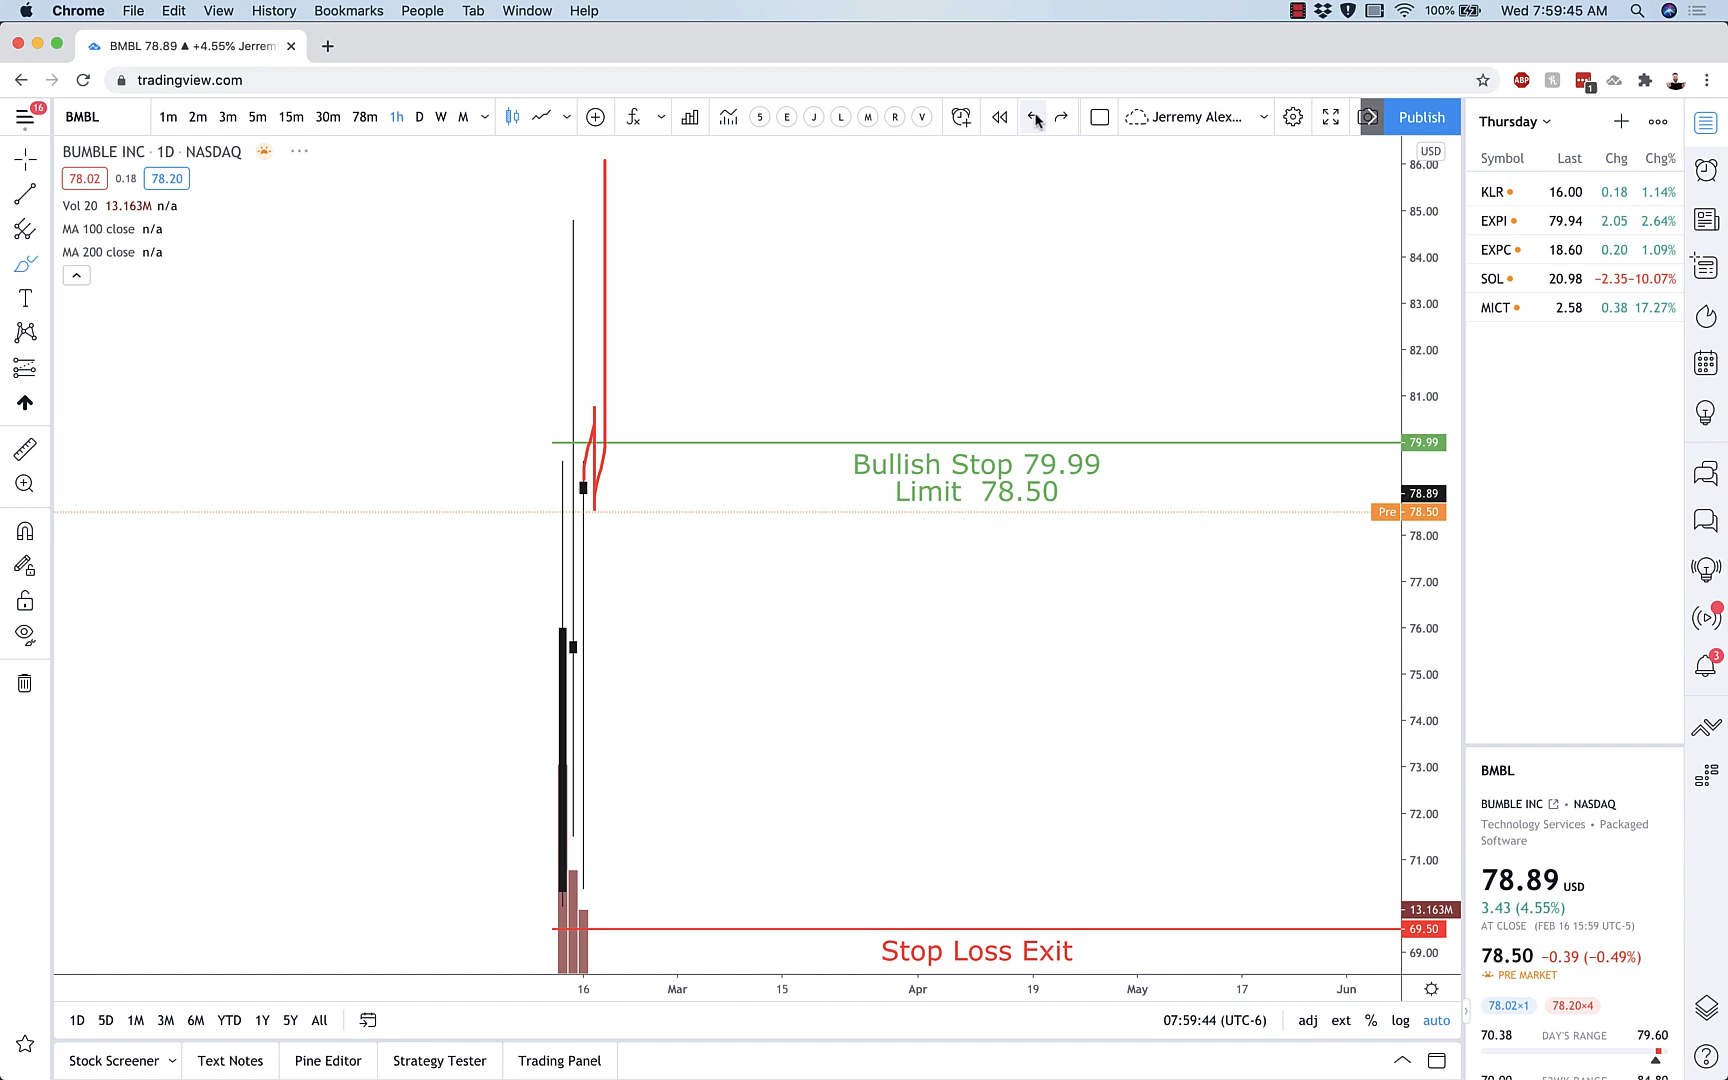 Chrome File Edit View History Bookmarks People Tab Window Help 100% Wed 7:59:45 AM
BMBL 78.89 ▲ +4.55% Jerrem
tradingview.com
ABP 1
16 BMBL 1m 2m 3m 5m 15m 30m 78m 1h D W M 5 E J L M R V Jerremy Alex... Publish
BUMBLE INC · 1D · NASDAQ
78.02 0.18 78.20
Vol 20 13.163M n/a
MA 100 close n/a
MA 200 close n/a
USD
86.00
85.00
84.00
83.00
82.00
81.00
79.99
78.89
Pre 78.50
78.00
77.00
76.00
75.00
74.00
73.00
72.00
71.00
13.163M
69.50
69.00
Bullish Stop 79.99
Limit 78.50
Stop Loss Exit
16 Mar 15 Apr 19 May 17 Jun
1D 5D 1M 3M 6M YTD 1Y 5Y All 07:59:44 (UTC-6) adj ext % log auto
Stock Screener Text Notes Pine Editor Strategy Tester Trading Panel
Thursday
Symbol Last Chg Chg%
KLR 16.00 0.18 1.14%
EXPI 79.94 2.05 2.64%
EXPC 18.60 0.20 1.09%
SOL 20.98 −2.35 −10.07%
MICT 2.58 0.38 17.27%
3
BMBL
BUMBLE INC • NASDAQ
Technology Services • Packaged
Software
78.89 USD
3.43 (4.55%)
AT CLOSE (FEB 16 15:59 UTC-5)
78.50 −0.39 (−0.49%)
PRE MARKET
78.02×1 78.20×4
70.38 DAY'S RANGE 79.60